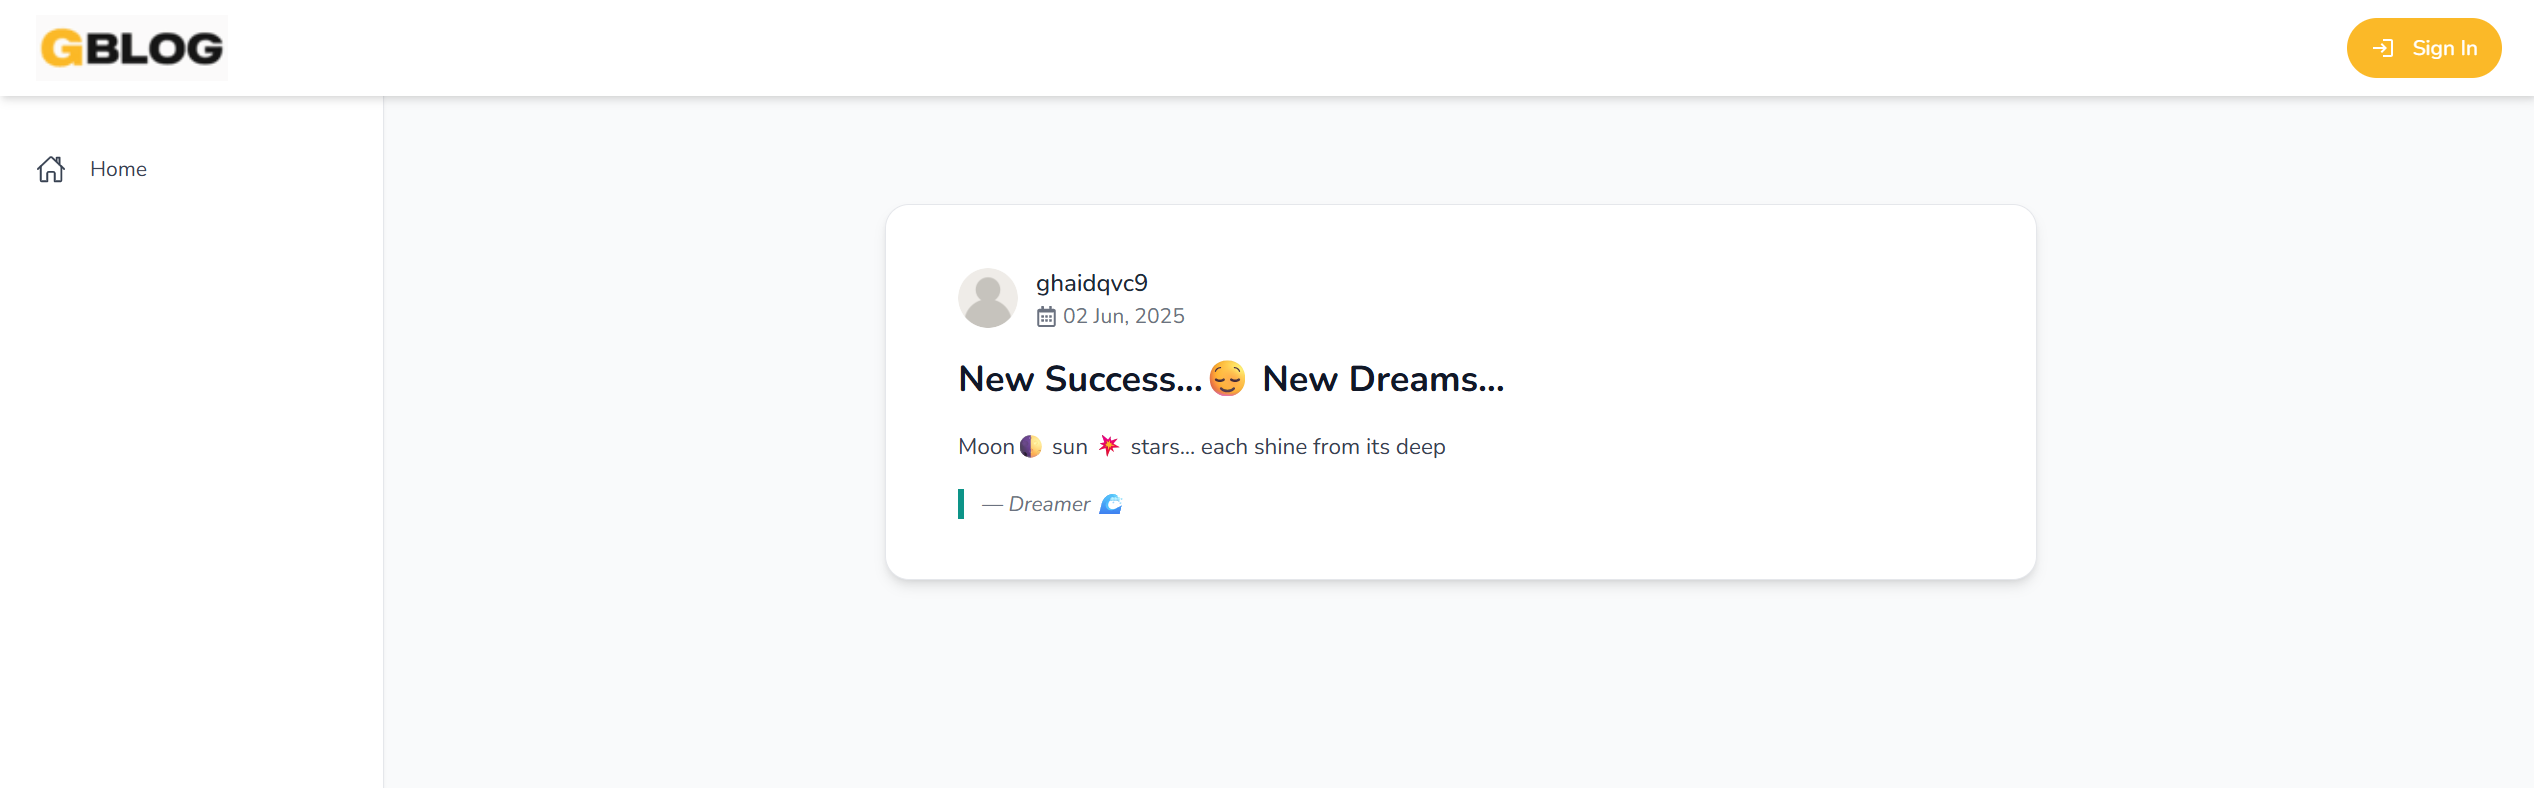 GBLOG
Sign In
Home
ghaidqvc9
02 Jun, 2025
New Success...😌 New Dreams...
Moon🌓 sun 💥 stars... each shine from its deep
— Dreamer 🌊